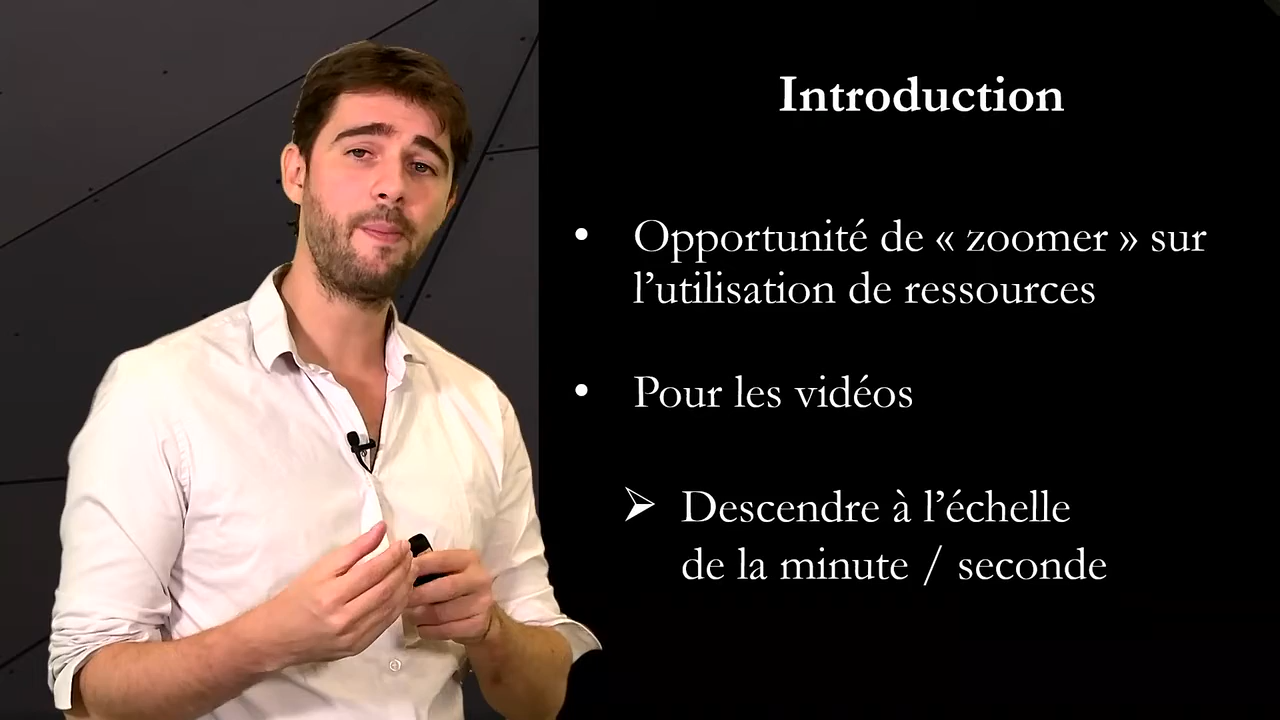 Introduction
• Opportunité de « zoomer » sur
l’utilisation de ressources
• Pour les vidéos
➢ Descendre à l’échelle
de la minute / seconde